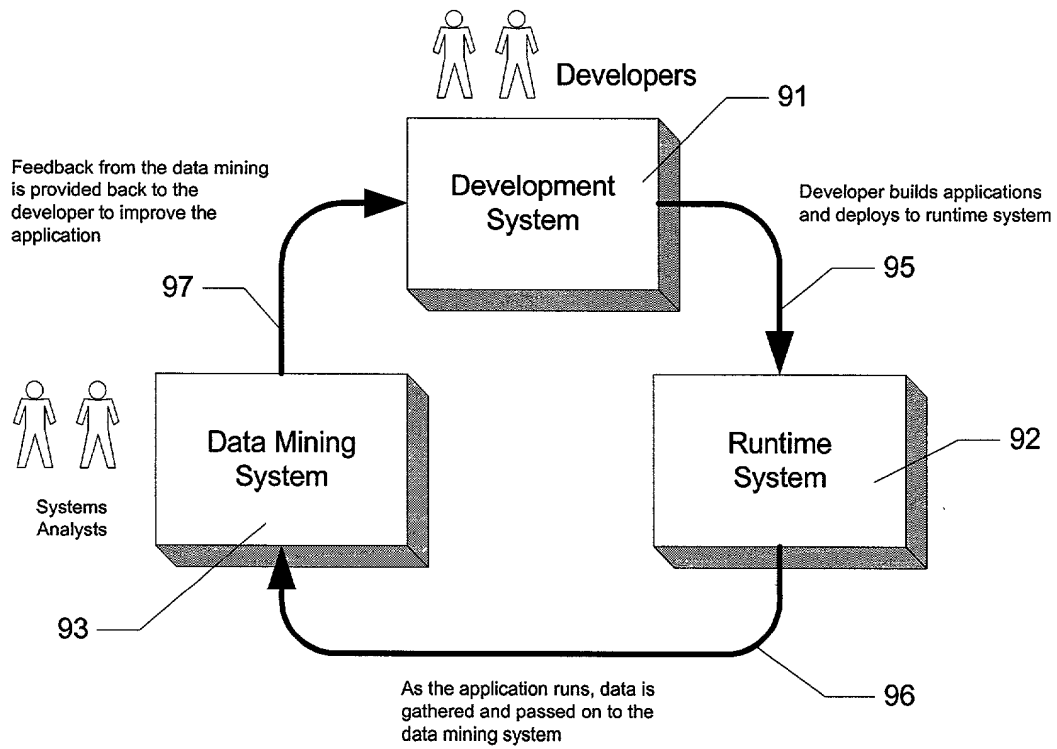 Developers
91
Development
System
Feedback from the data mining
is provided back to the
developer to improve the
application
Developer builds applications
and deploys to runtime system
95
97
Data Mining
System
Runtime
System
92
Systems
Analysts
93
96
As the application runs, data is
gathered and passed on to the
data mining system